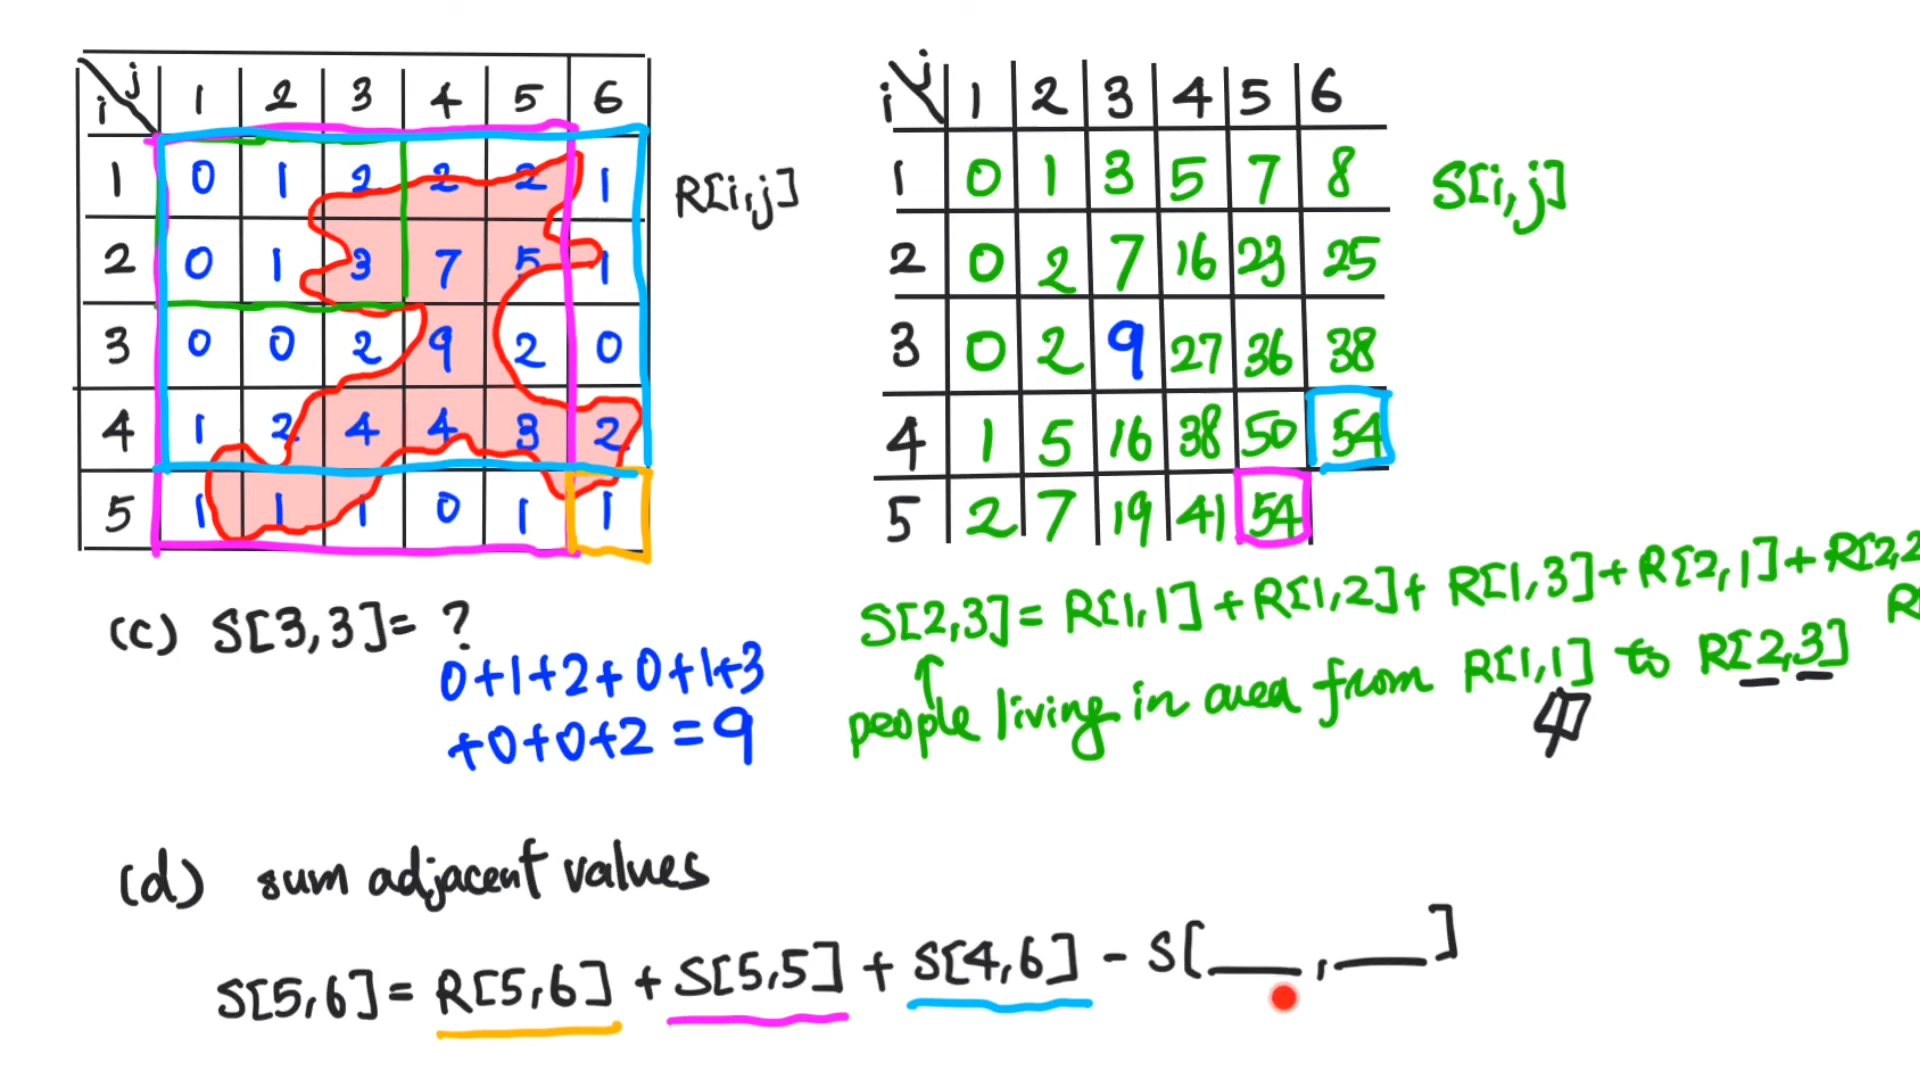 i j 1 2 3 4 5 6
1 0 1 2 2 2 1
2 0 1 3 7 5 1
3 0 0 2 9 2 0
4 1 2 4 4 3 2
5 1 1 1 0 1 1
R[i,j]
i j 1 2 3 4 5 6
1 0 1 3 5 7 8
2 0 2 7 16 23 25
3 0 2 9 27 36 38
4 1 5 16 38 50 54
5 2 7 19 41 54
S[i,j]
(c) S[3,3]= ?
0+1+2+0+1+3
+0+0+2 = 9
S[2,3] = R[1,1]+R[1,2]+R[1,3]+R[2,1]+R[2,2
R
people living in area from R[1,1] to R[2,3]
(d) sum adjacent values
S[5,6] = R[5,6] + S[5,5] + S[4,6] - S[___,___]